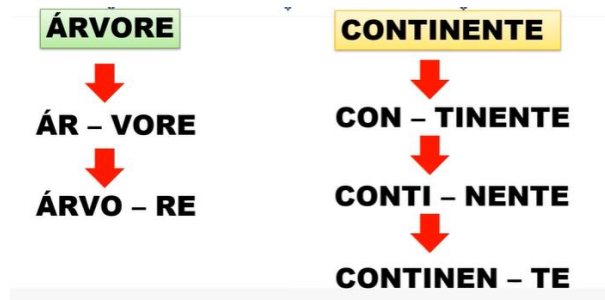 ÁRVORE
ÁR – VORE
ÁRVO – RE
CONTINENTE
CON – TINENTE
CONTI – NENTE
CONTINEN – TE